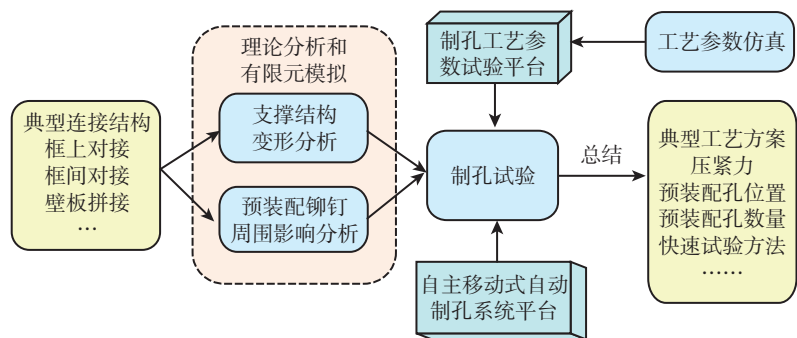 典型连接结构
框上对接
框间对接
壁板拼接
…
理论分析和
有限元模拟
支撑结构
变形分析
预装配铆钉
周围影响分析
制孔工艺参
数试验平台
工艺参数仿真
制孔试验
自主移动式自动
制孔系统平台
总结
典型工艺方案
压紧力
预装配孔位置
预装配孔数量
快速试验方法
……